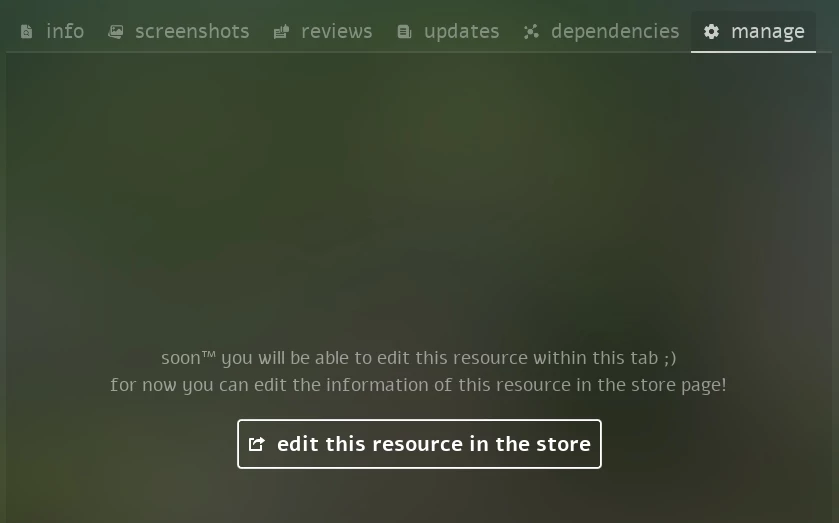 info screenshots reviews updates dependencies manage
soon™ you will be able to edit this resource within this tab ;)
for now you can edit the information of this resource in the store page!
edit this resource in the store